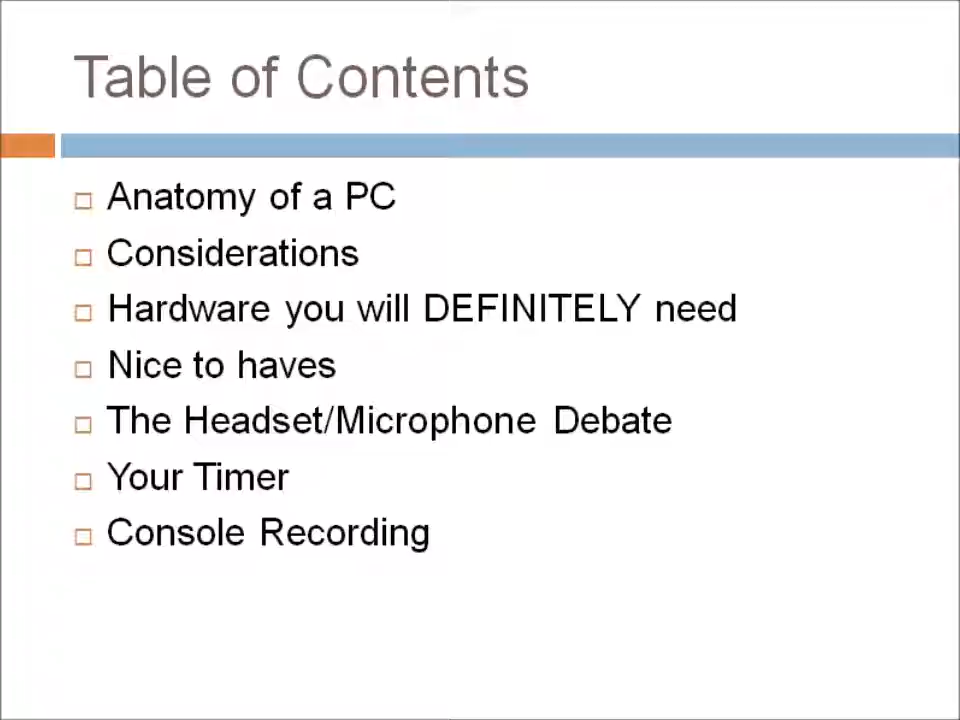 Table of Contents
Anatomy of a PC
Considerations
Hardware you will DEFINITELY need
Nice to haves
The Headset/Microphone Debate
Your Timer
Console Recording